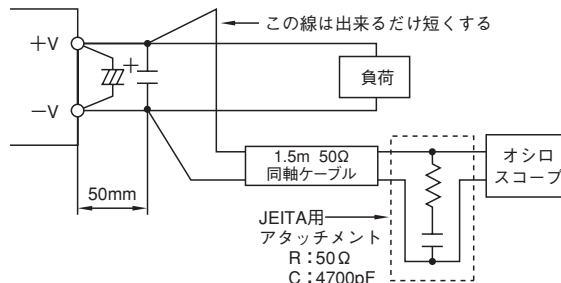 この線は出来るだけ短くする
+V
+
負荷
−V
1.5m 50Ω
同軸ケーブル
オシロ
スコープ
50mm
JEITA用
アタッチメント
R：50Ω
C：4700pF